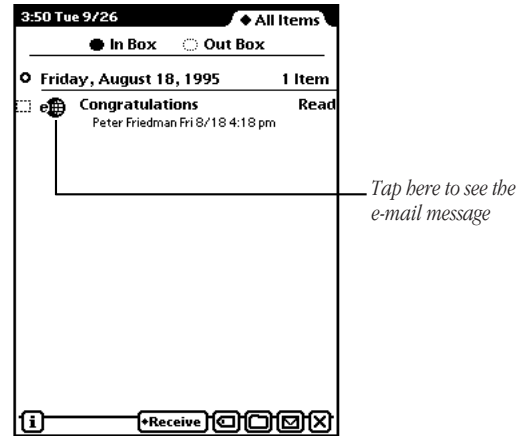 3:50 Tue 9/26
◆ All Items
In Box
Out Box
Friday, August 18, 1995 1 Item
Congratulations Read
Peter Friedman Fri 8/18 4:18 pm
Tap here to see the
e-mail message
i
◆Receive
X